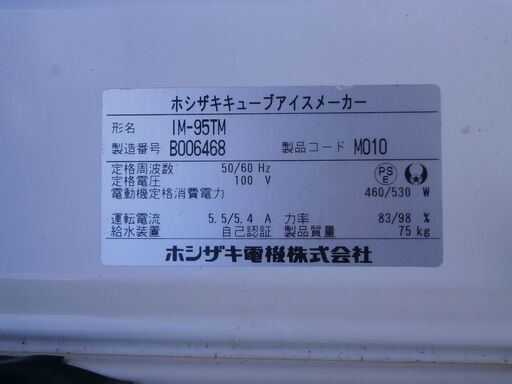 ホシザキキューブアイスメーカー
形名 IM-95TM
製造番号 B006468 製品コード M010
定格周波数 50/60 Hz
定格電圧 100 V
電動機定格消費電力 460/530 W
PS E
運転電流 5.5/5.4 A 力率 83/98 %
給水装置 自己認証 製品質量 75 kg
ホシザキ電機株式会社